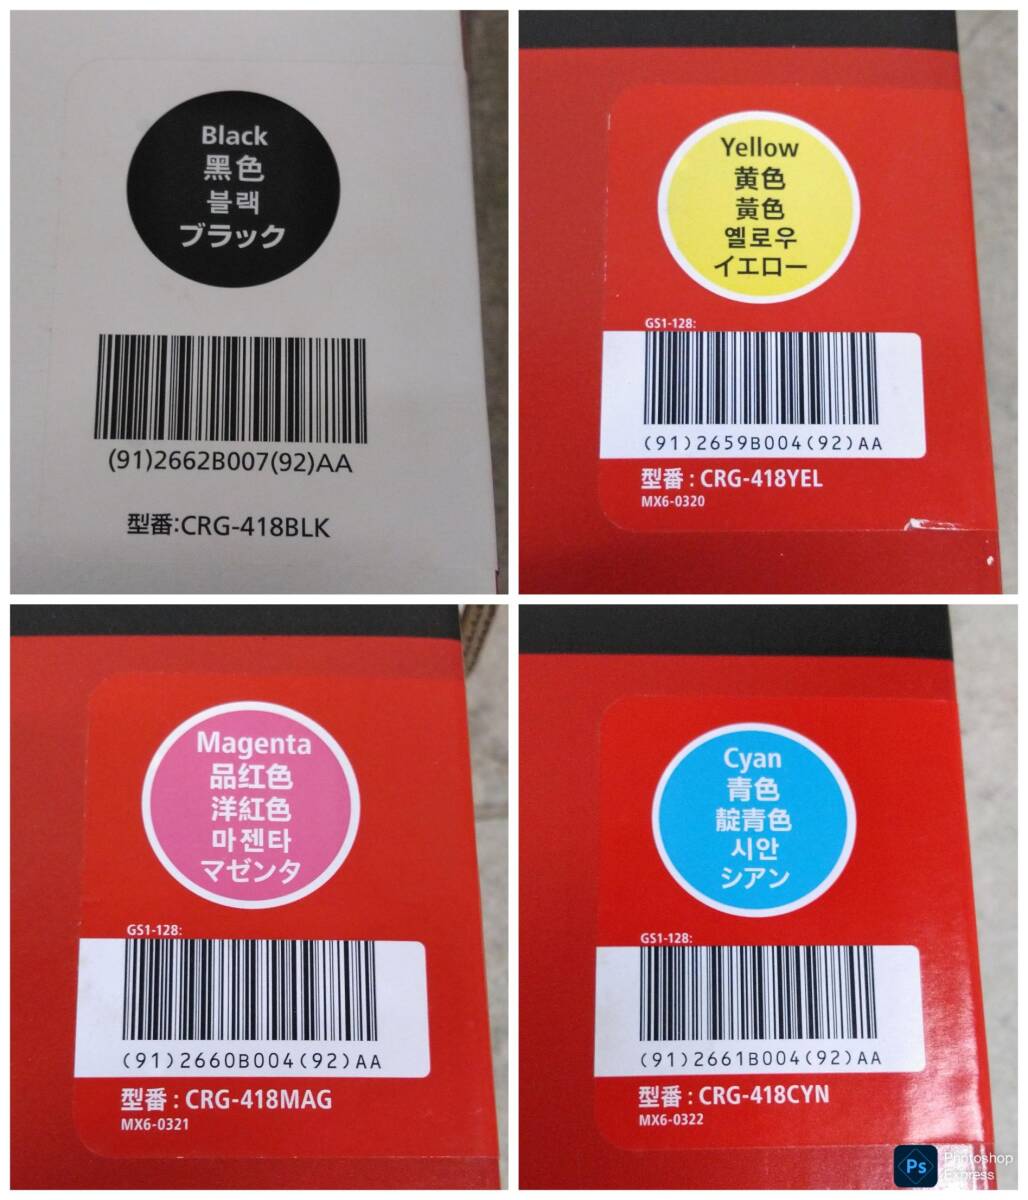 Black
黑色
블랙
ブラック
(91)2662B007(92)AA
型番:CRG-418BLK
Yellow
黄色
黃色
옐로우
イエロー
GS1-128:
(91)2659B004(92)AA
型番 : CRG-418YEL
MX6-0320
Magenta
品红色
洋紅色
마젠타
マゼンタ
GS1-128:
(91)2660B004(92)AA
型番 : CRG-418MAG
MX6-0321
Cyan
青色
靛青色
시안
シアン
GS1-128:
(91)2661B004(92)AA
型番 : CRG-418CYN
MX6-0322
Ps
Photoshop
Express